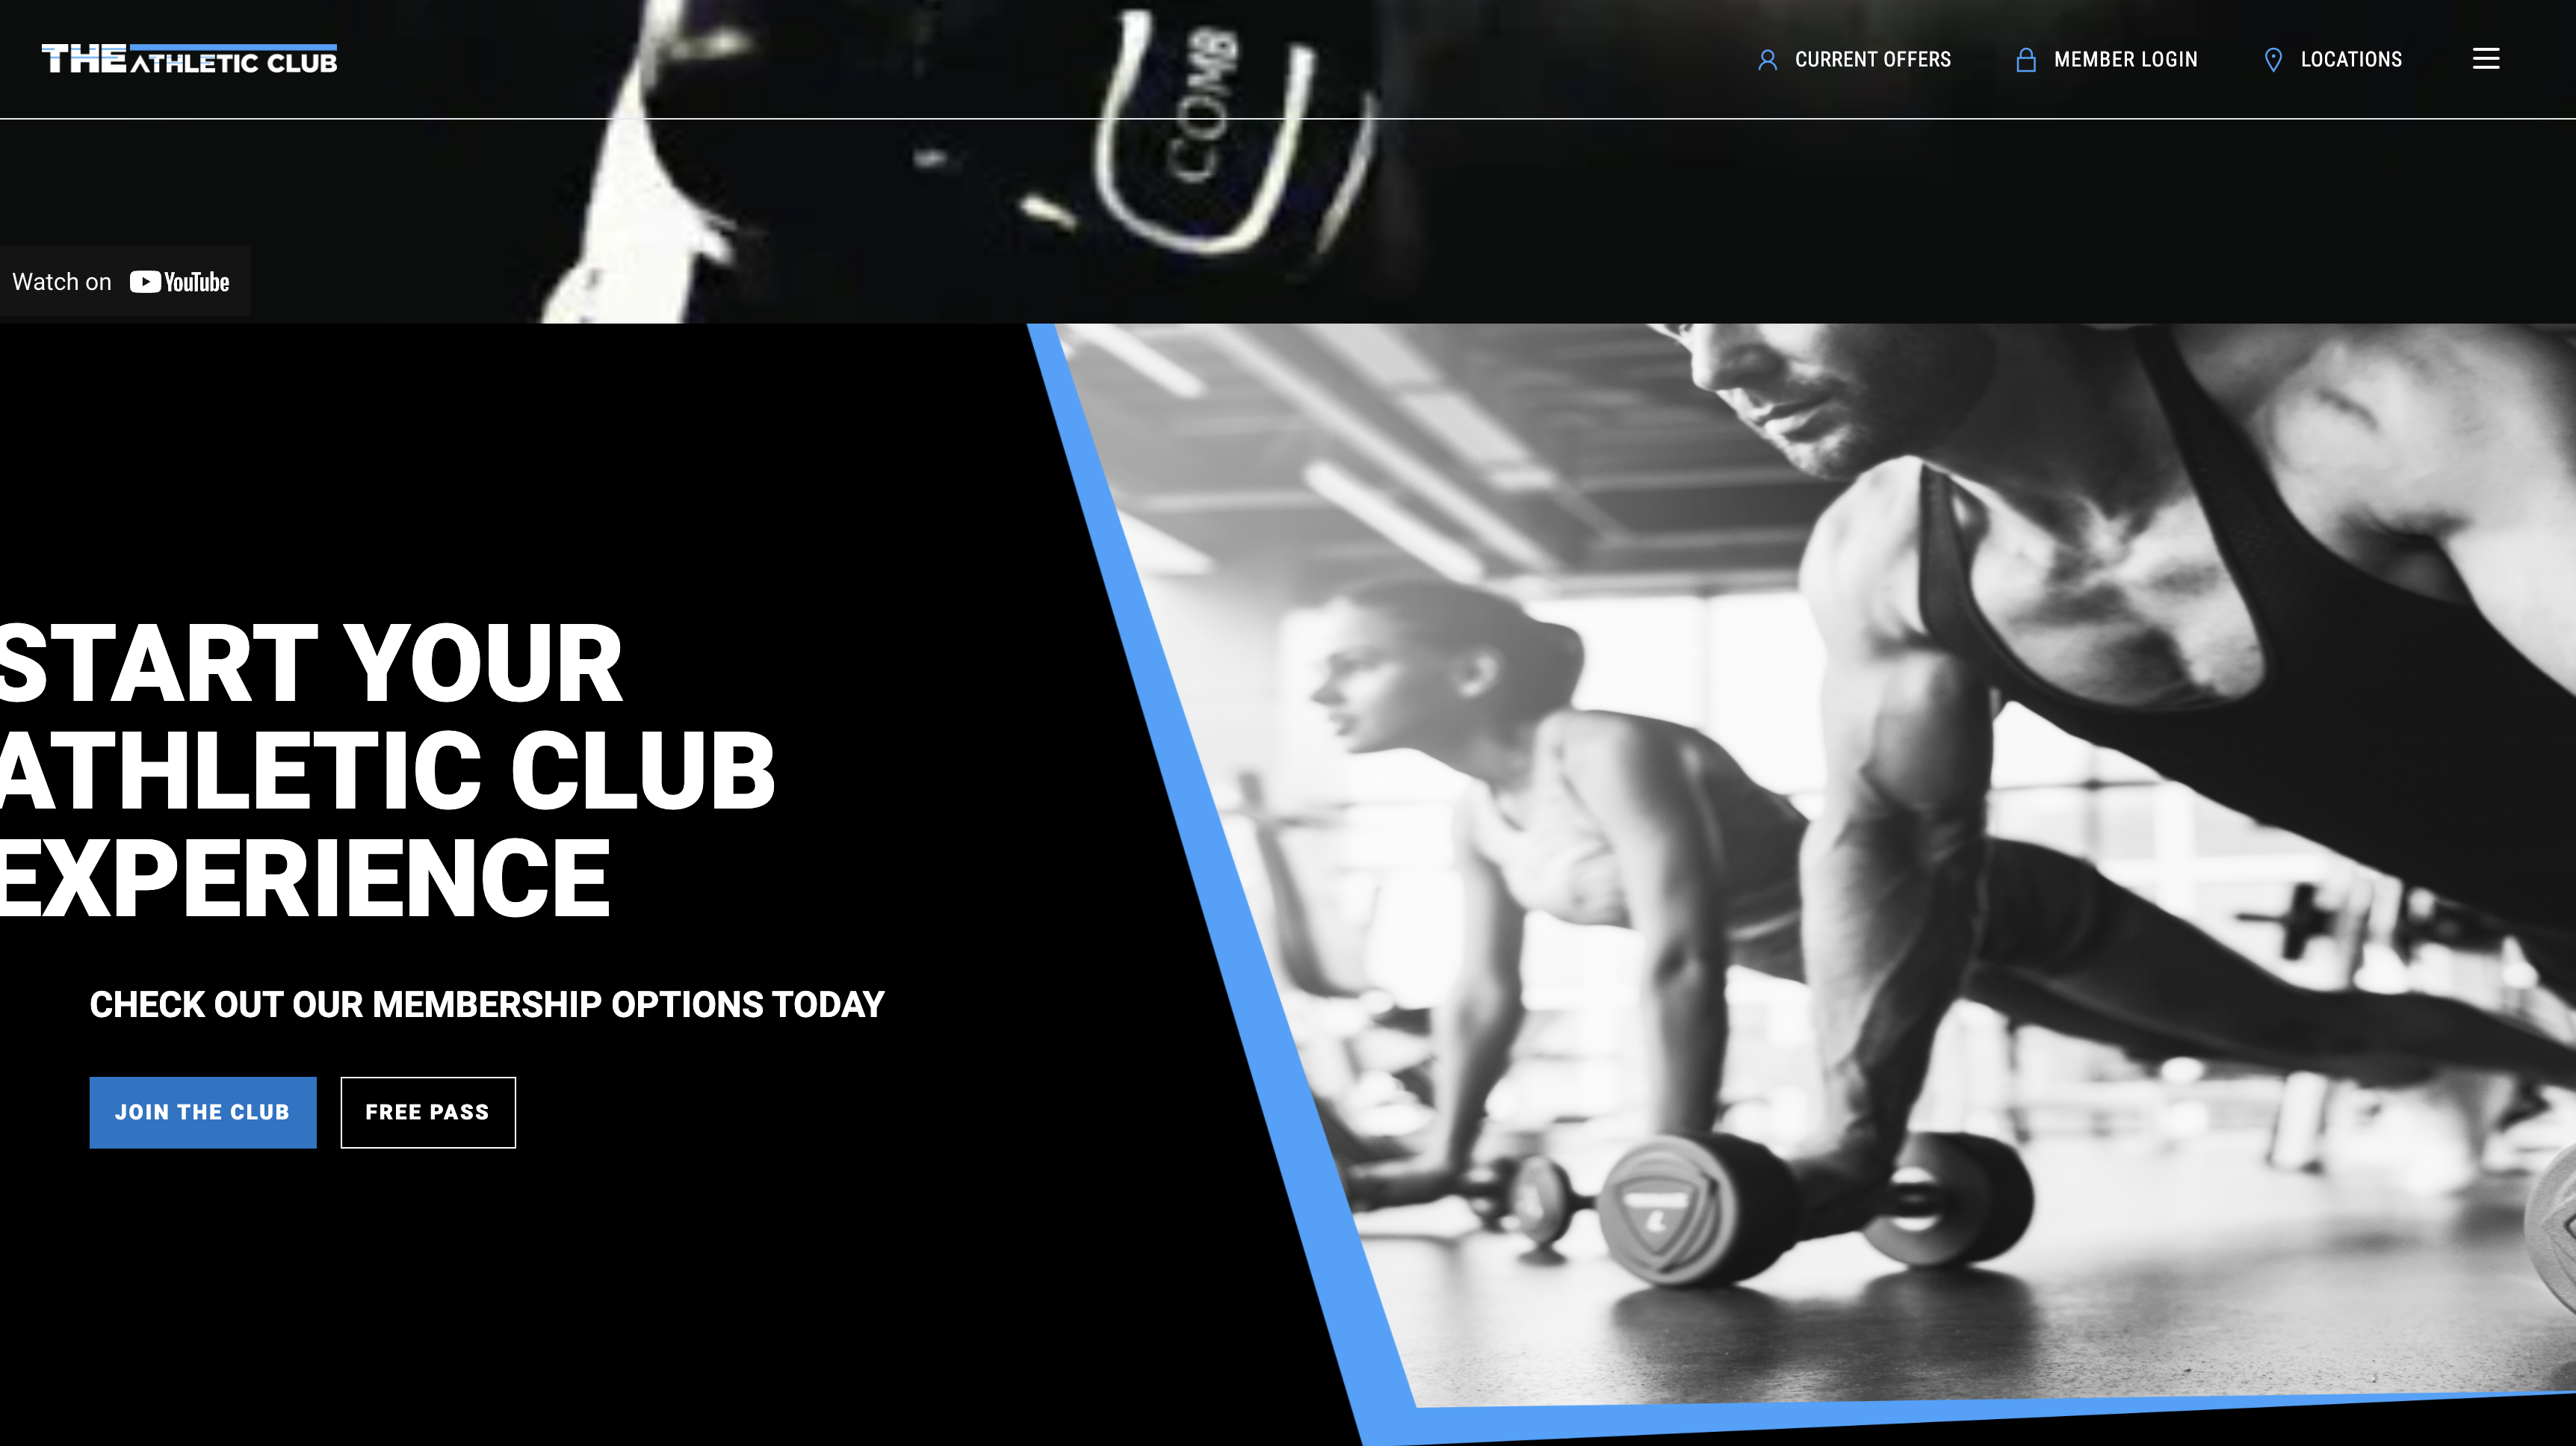 THE ATHLETIC CLUB
COMB
CURRENT OFFERS
MEMBER LOGIN
LOCATIONS
Watch on YouTube
START YOUR
ATHLETIC CLUB
EXPERIENCE
CHECK OUT OUR MEMBERSHIP OPTIONS TODAY
JOIN THE CLUB
FREE PASS